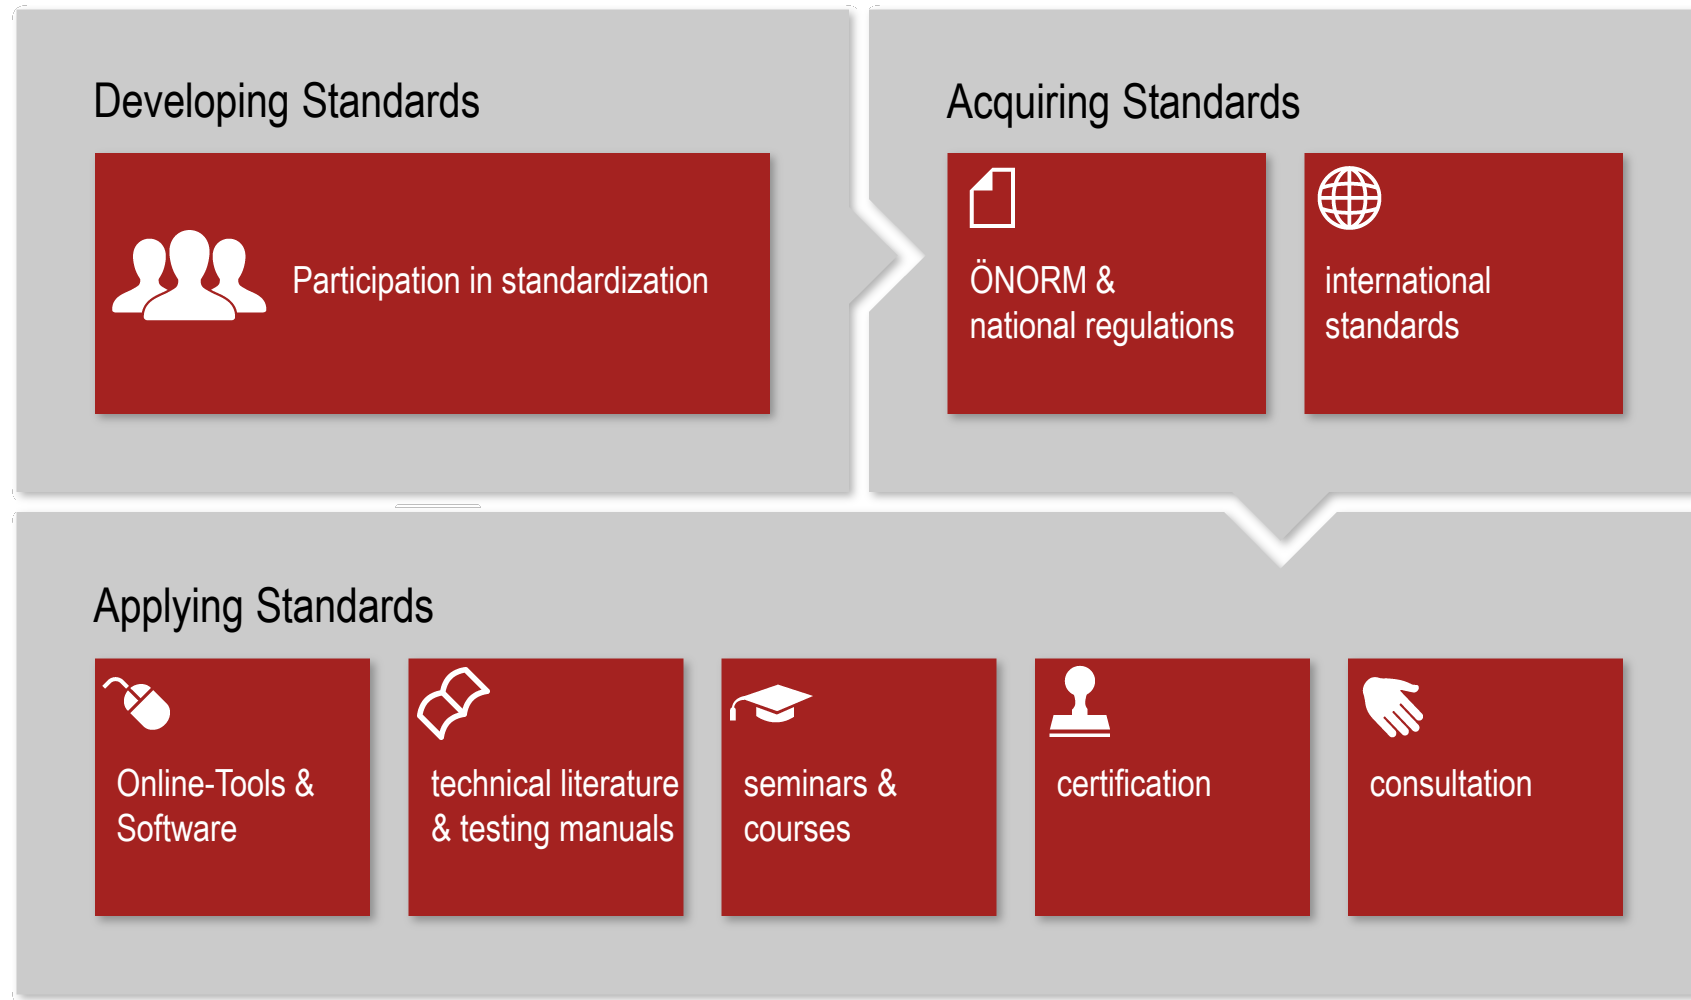 Developing Standards
Participation in standardization
Acquiring Standards
ÖNORM &
national regulations
international
standards
Applying Standards
Online-Tools &
Software
technical literature
& testing manuals
seminars &
courses
certification
consultation